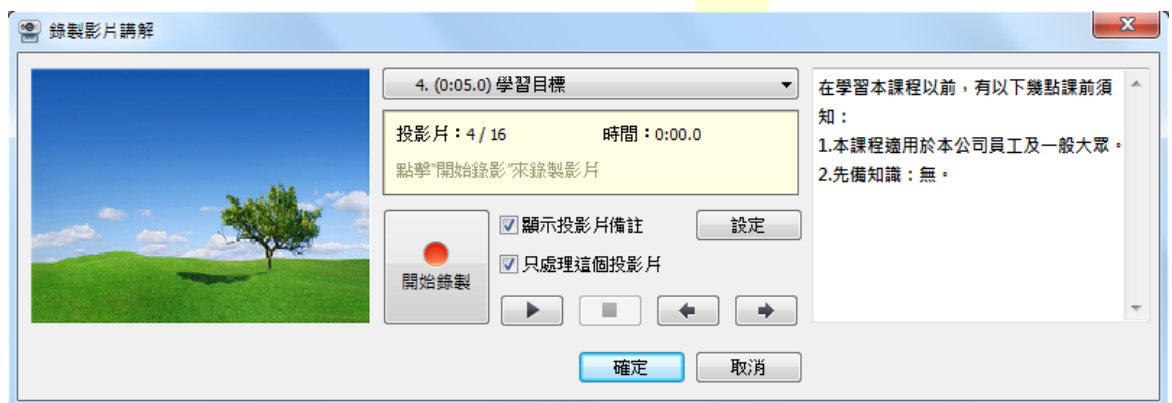 錄製影片講解
4. (0:05.0) 學習目標
投影片：4 / 16 時間：0:00.0
點擊"開始錄影"來錄製影片
開始錄製
顯示投影片備註
設定
只處理這個投影片
確定
取消
在學習本課程以前，有以下幾點課前須
知：
1.本課程適用於本公司員工及一般大眾。
2.先備知識：無。